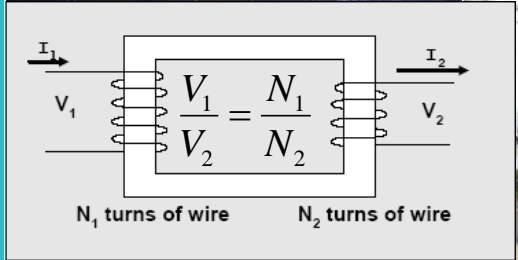 I₁ I₂
V₁ V₁/V₂ = N₁/N₂ V₂
N₁ turns of wire N₂ turns of wire